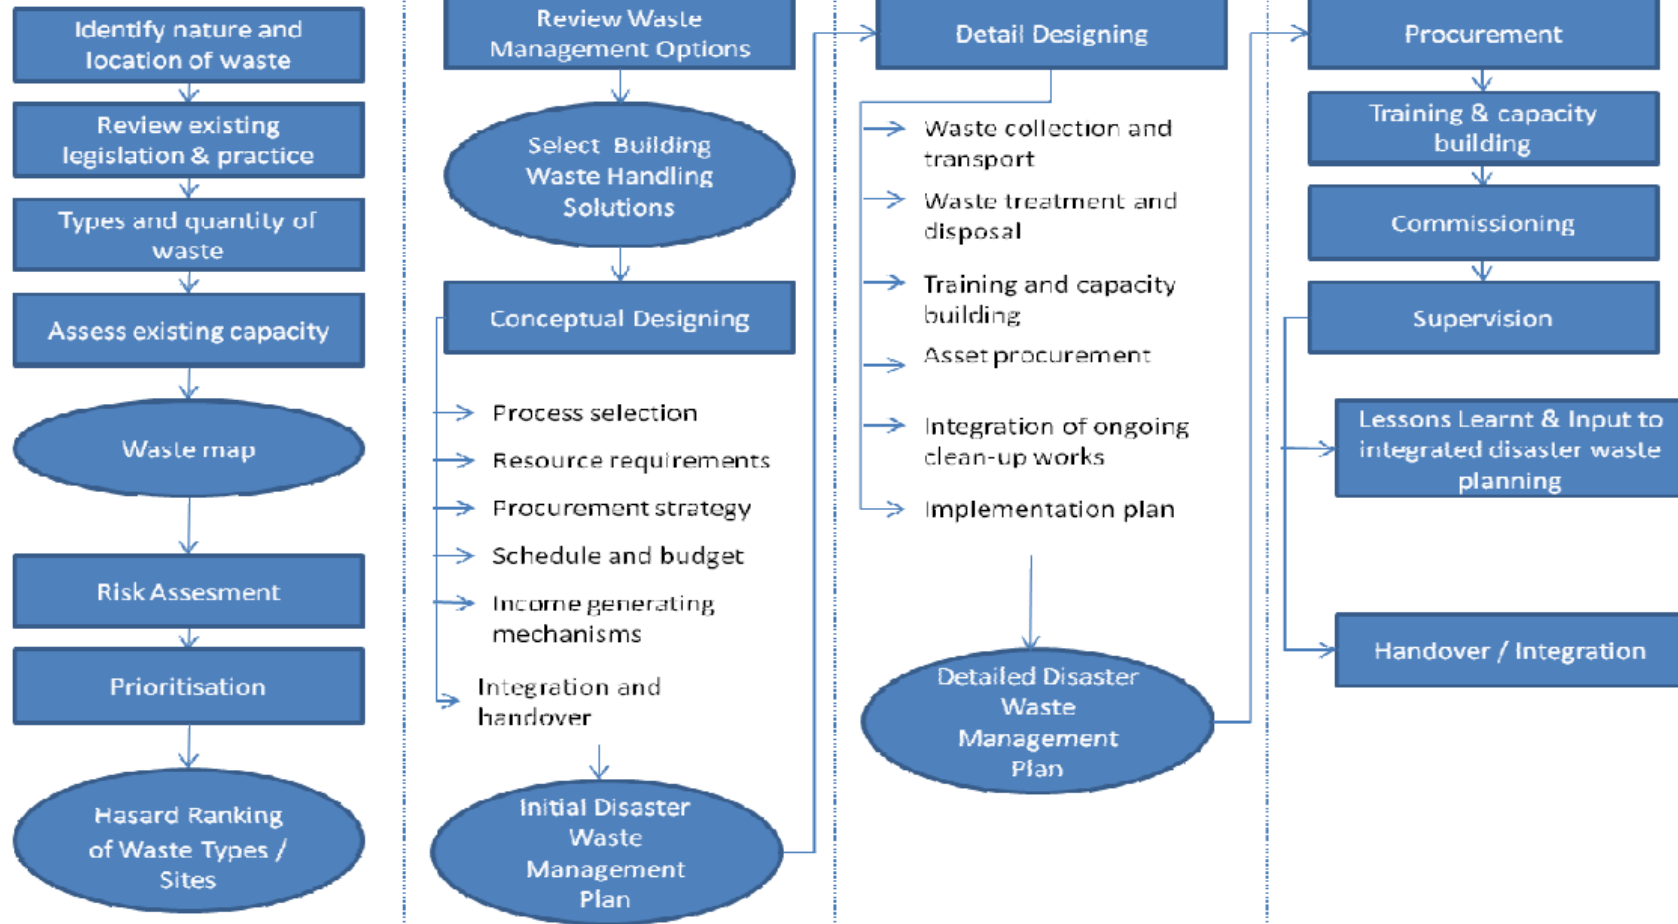 Identify nature and
location of waste
Review existing
legislation & practice
Types and quantity of
waste
Assess existing capacity
Waste map
Risk Assesment
Prioritisation
Hasard Ranking
of Waste Types /
Sites
Review Waste
Management Options
Select Building
Waste Handling
Solutions
Conceptual Designing
Process selection
Resource requirements
Procurement strategy
Schedule and budget
Income generating
mechanisms
Integration and
handover
Initial Disaster
Waste
Management
Plan
Detail Designing
Waste collection and
transport
Waste treatment and
disposal
Training and capacity
building
Asset procurement
Integration of ongoing
clean-up works
Implementation plan
Detailed Disaster
Waste
Management
Plan
Procurement
Training & capacity
building
Commissioning
Supervision
Lessons Learnt & Input to
integrated disaster waste
planning
Handover / Integration